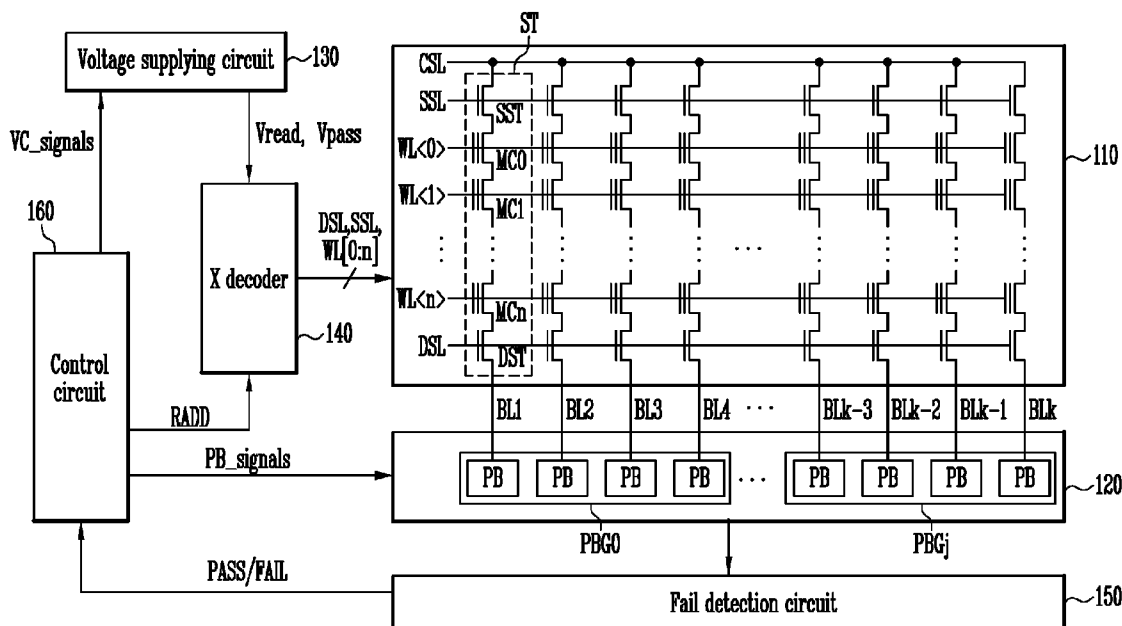 ST
Voltage supplying circuit
130
CSL
SSL
SST
VC_signals
Vread, Vpass
WL<0>
MC0
110
WL<1>
MC1
160
DSL,SSL,
WL[0:n]
X decoder
...
WL<n>
MCn
140
DSL
DST
Control
circuit
BL1 BL2 BL3 BL4 ... BLk-3 BLk-2 BLk-1 BLk
RADD
PB_signals
PB PB PB PB ... PB PB PB PB
120
PBG0 PBGj
PASS/FAIL
Fail detection circuit
150